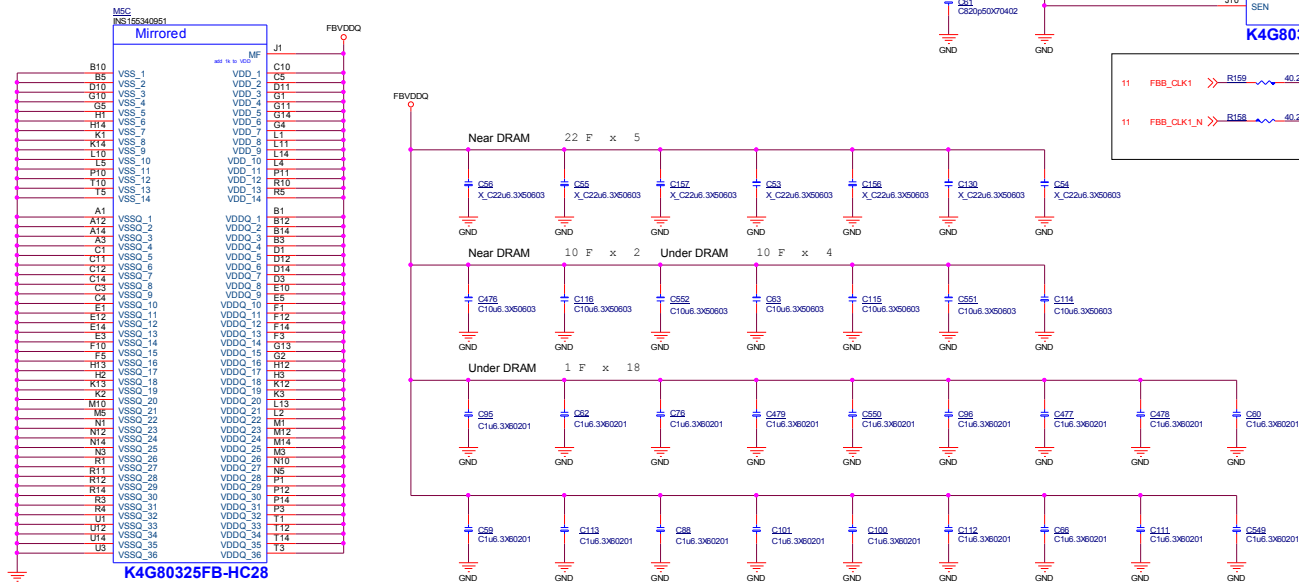 M5C
INS155340951
Mirrored
FBVDDQ
MF
J1
add 1k to VDD
B10 VSS_1 VDD_1 C10
B5 VSS_2 VDD_2 C5
D10 VSS_3 VDD_3 D11
G10 VSS_4 VDD_4 G1
G5 VSS_5 VDD_5 G11
H1 VSS_6 VDD_6 G14
H14 VSS_7 VDD_7 G4
K1 VSS_8 VDD_8 L1
K14 VSS_9 VDD_9 L11
L10 VSS_10 VDD_10 L14
L5 VSS_11 VDD_11 L4
P10 VSS_12 VDD_12 P11
T10 VSS_13 VDD_13 R10
T5 VSS_14 VDD_14 R5
A1 VSSQ_1 VDDQ_1 B1
A12 VSSQ_2 VDDQ_2 B12
A14 VSSQ_3 VDDQ_3 B14
A3 VSSQ_4 VDDQ_4 B3
C1 VSSQ_5 VDDQ_5 D1
C11 VSSQ_6 VDDQ_6 D12
C12 VSSQ_7 VDDQ_7 D14
C14 VSSQ_8 VDDQ_8 D3
C3 VSSQ_9 VDDQ_9 E10
C4 VSSQ_10 VDDQ_10 E5
E1 VSSQ_11 VDDQ_11 F1
E12 VSSQ_12 VDDQ_12 F12
E14 VSSQ_13 VDDQ_13 F14
E3 VSSQ_14 VDDQ_14 F3
F10 VSSQ_15 VDDQ_15 G13
F5 VSSQ_16 VDDQ_16 G2
H13 VSSQ_17 VDDQ_17 H12
H2 VSSQ_18 VDDQ_18 H3
K13 VSSQ_19 VDDQ_19 K12
K2 VSSQ_20 VDDQ_20 K3
M10 VSSQ_21 VDDQ_21 L13
M5 VSSQ_22 VDDQ_22 L2
N1 VSSQ_23 VDDQ_23 M1
N12 VSSQ_24 VDDQ_24 M12
N14 VSSQ_25 VDDQ_25 M14
N3 VSSQ_26 VDDQ_26 M3
R1 VSSQ_27 VDDQ_27 N10
R11 VSSQ_28 VDDQ_28 N5
R12 VSSQ_29 VDDQ_29 P1
R14 VSSQ_30 VDDQ_30 P12
R3 VSSQ_31 VDDQ_31 P14
R4 VSSQ_32 VDDQ_32 P3
U1 VSSQ_33 VDDQ_33 T1
U12 VSSQ_34 VDDQ_34 T12
U14 VSSQ_35 VDDQ_35 T14
U3 VSSQ_36 VDDQ_36 T3
K4G80325FB-HC28
C820p50X70402
GND GND
SEN
K4G80
11 FBB_CLK1 R159 40.2
11 FBB_CLK1_N R158 40.2
FBVDDQ
Near DRAM 22 F x 5
C56 C55 C157 C53 C156 C130 C54
X_C22u6.3X50603 X_C22u6.3X50603 X_C22u6.3X50603 X_C22u6.3X50603 X_C22u6.3X50603 X_C22u6.3X50603 X_C22u6.3X50603
GND GND GND GND GND GND GND
Near DRAM 10 F x 2 Under DRAM 10 F x 4
C476 C116 C552 C63 C115 C551 C114
C10u6.3X50603 C10u6.3X50603 C10u6.3X50603 C10u6.3X50603 C10u6.3X50603 C10u6.3X50603 C10u6.3X50603
GND GND GND GND GND GND GND
Under DRAM 1 F x 18
C95 C62 C76 C479 C550 C96 C477 C478 C60
C1u6.3X60201 C1u6.3X60201 C1u6.3X60201 C1u6.3X60201 C1u6.3X60201 C1u6.3X60201 C1u6.3X60201 C1u6.3X60201 C1u6.3X60201
GND GND GND GND GND GND GND GND GND
C59 C113 C88 C101 C100 C112 C66 C111 C549
C1u6.3X60201 C1u6.3X60201 C1u6.3X60201 C1u6.3X60201 C1u6.3X60201 C1u6.3X60201 C1u6.3X60201 C1u6.3X60201 C1u6.3X60201
GND GND GND GND GND GND GND GND GND